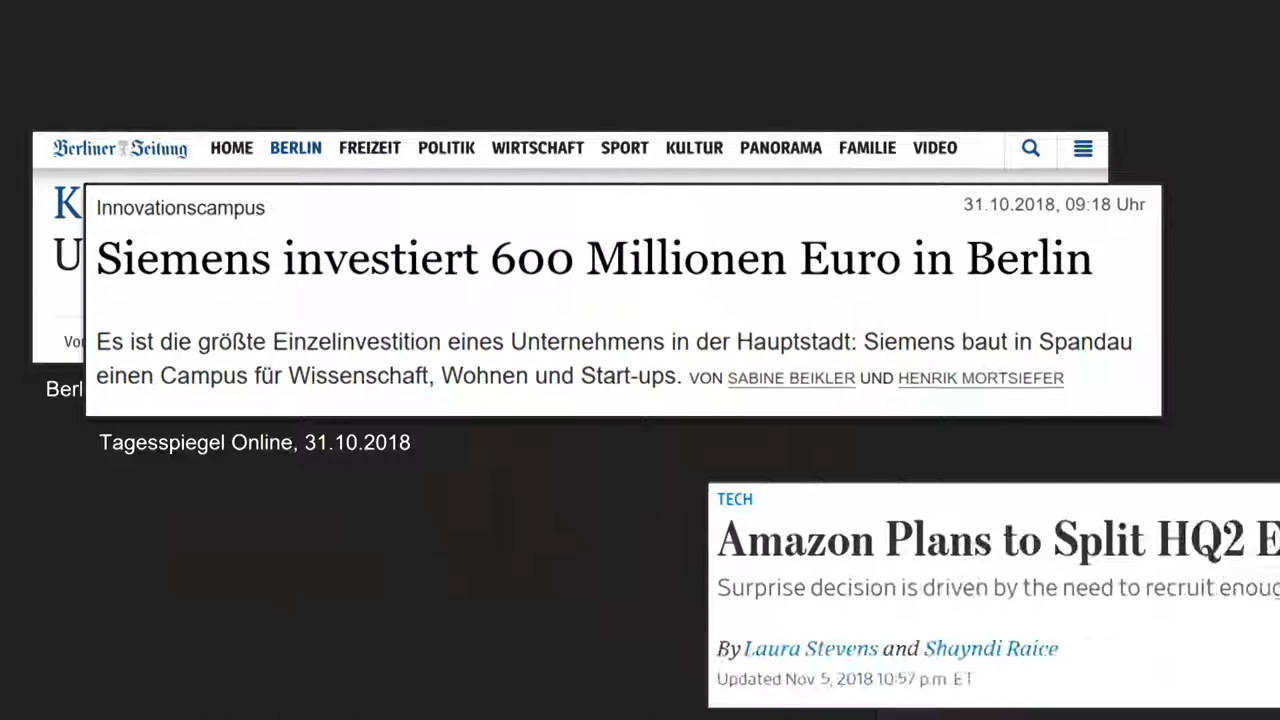 Berliner Zeitung HOME BERLIN FREIZEIT POLITIK WIRTSCHAFT SPORT KULTUR PANORAMA FAMILIE VIDEO
K
U
Innovationscampus 31.10.2018, 09:18 Uhr
Siemens investiert 600 Millionen Euro in Berlin
Es ist die größte Einzelinvestition eines Unternehmens in der Hauptstadt: Siemens baut in Spandau
einen Campus für Wissenschaft, Wohnen und Start-ups. VON SABINE BEIKLER UND HENRIK MORTSIEFER
Tagesspiegel Online, 31.10.2018
TECH
Amazon Plans to Split HQ2 E
Surprise decision is driven by the need to recruit enoug
By Laura Stevens and Shayndi Raice
Updated Nov 5, 2018 10:57 p.m. ET